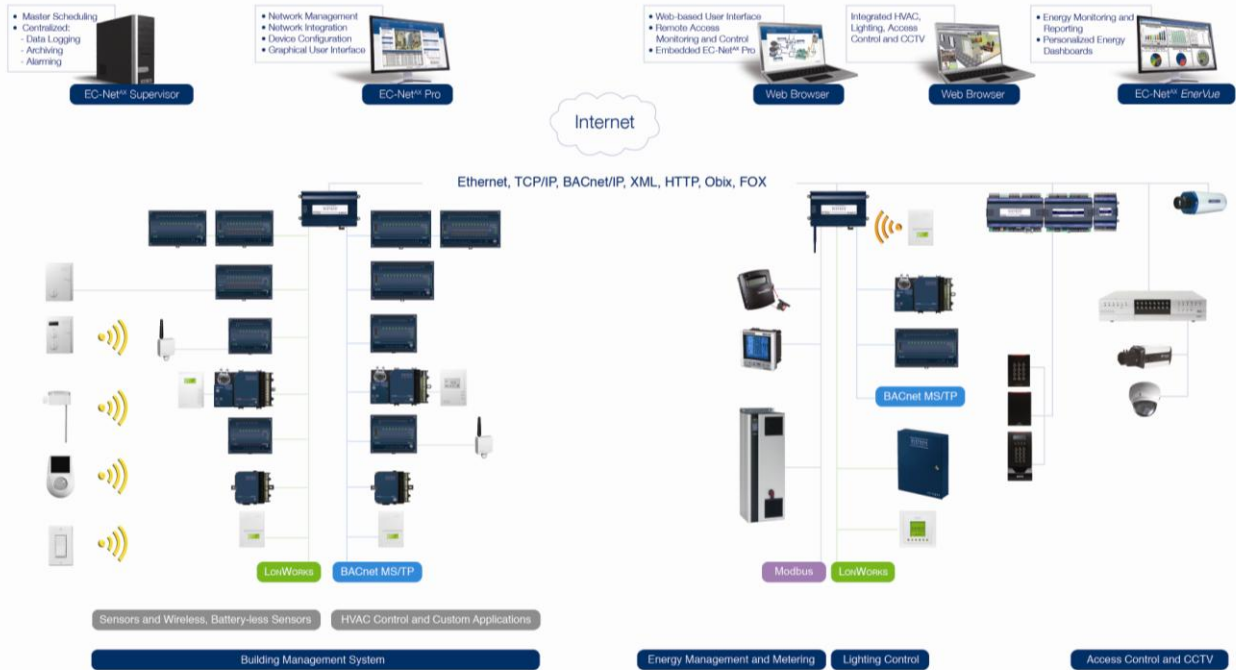 • Master Scheduling
• Centralized:
- Data Logging
- Archiving
- Alarming
EC-Netᴬˣ Supervisor
• Network Management
• Network Integration
• Device Configuration
• Graphical User Interface
EC-Netᴬˣ Pro
• Web-based User Interface
• Remote Access
Monitoring and Control
• Embedded EC-Netᴬˣ Pro
Web Browser
Integrated HVAC,
Lighting, Access
Control and CCTV
Web Browser
• Energy Monitoring and
Reporting
• Personalized Energy
Dashboards
EC-Netᴬˣ EnerVue
Internet
Ethernet, TCP/IP, BACnet/IP, XML, HTTP, Obix, FOX
BACnet MS/TP
LONWORKS
BACnet MS/TP
Modbus
LONWORKS
Sensors and Wireless, Battery-less Sensors
HVAC Control and Custom Applications
Building Management System
Energy Management and Metering
Lighting Control
Access Control and CCTV